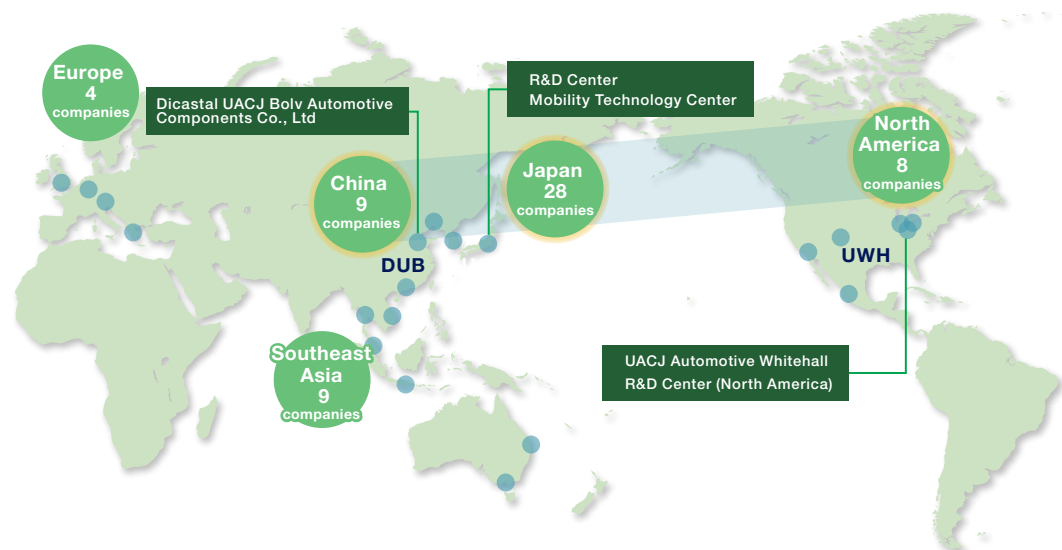 Europe
4
companies
Dicastal UACJ Bolv Automotive
Components Co., Ltd
R&D Center
Mobility Technology Center
North
America
8
companies
China
9
companies
Japan
28
companies
DUB
UWH
Southeast
Asia
9
companies
UACJ Automotive Whitehall
R&D Center (North America)